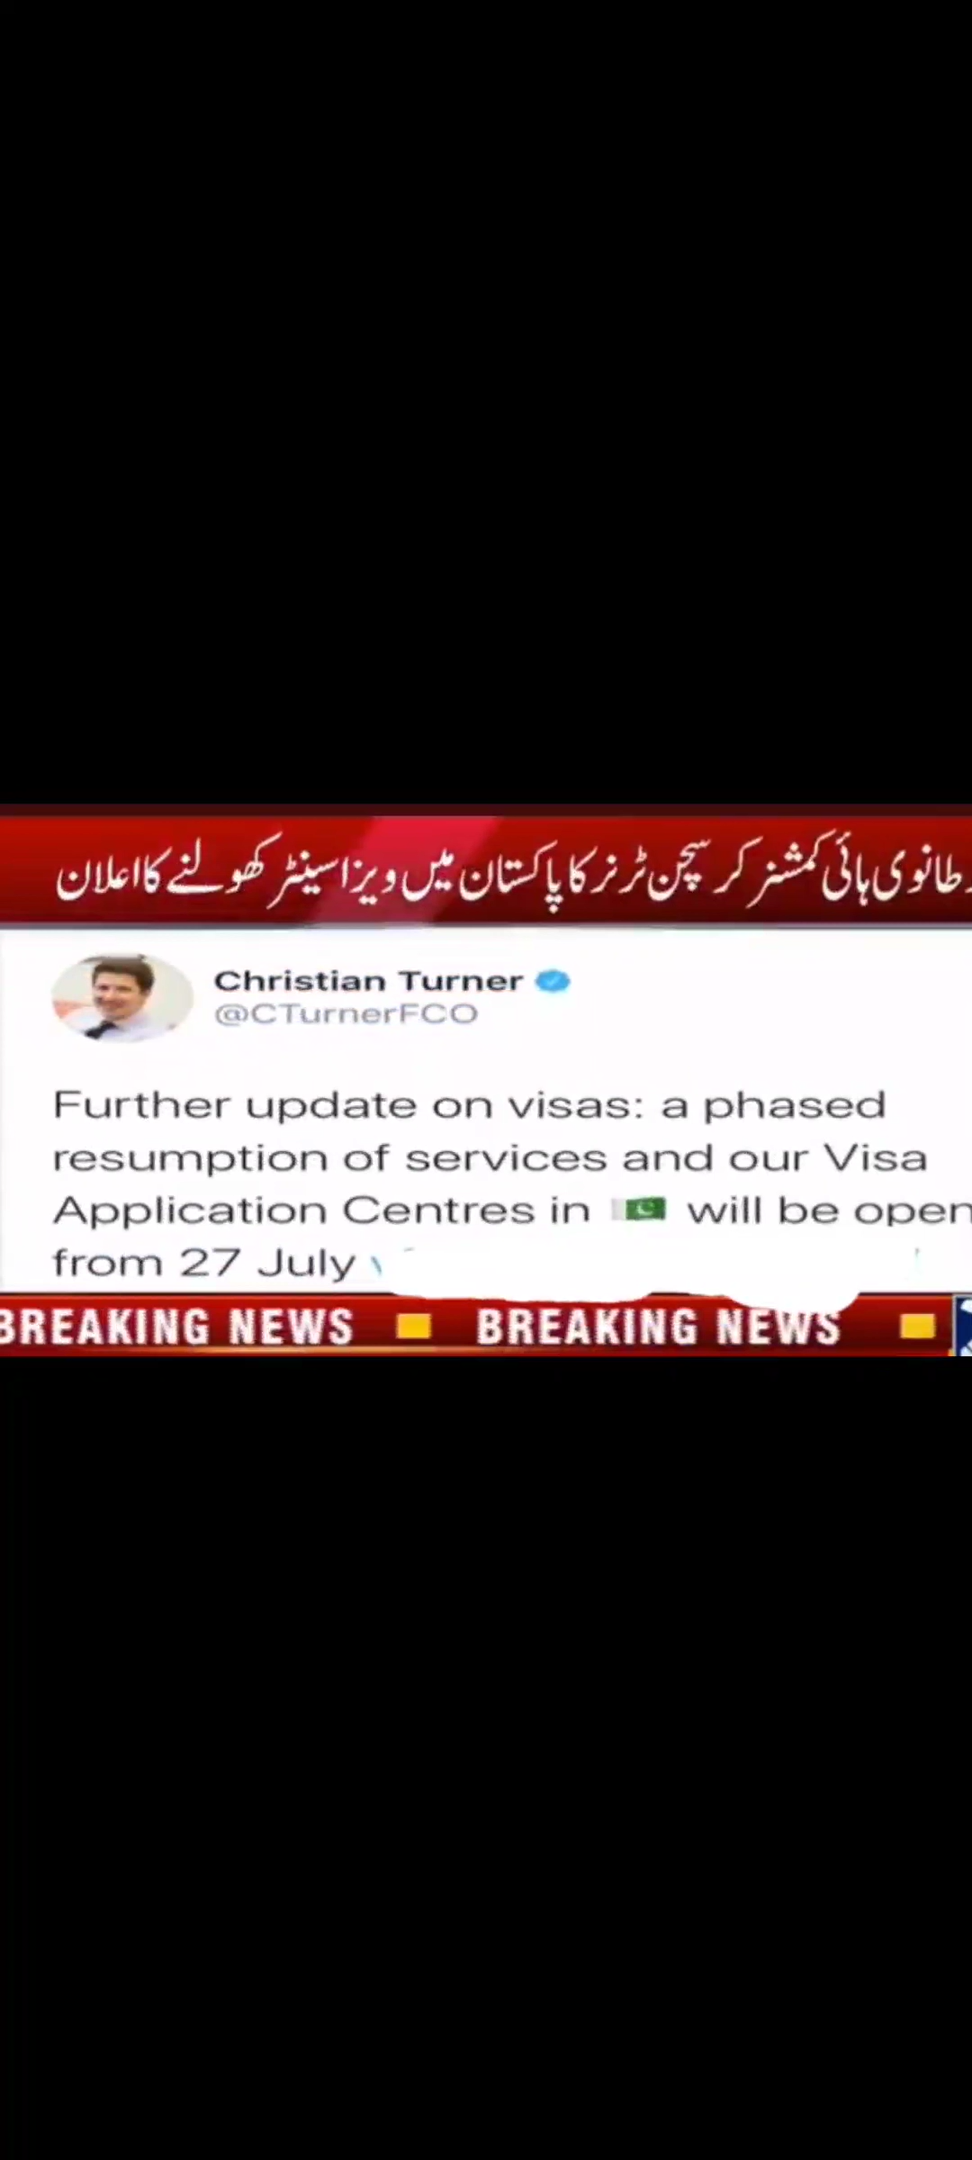 طانوی ہائی کمشنر کرسچن ٹرنر کا پاکستان میں ویزا سینٹر کھولنے کا اعلان
Christian Turner
@CTurnerFCO
Further update on visas: a phased
resumption of services and our Visa
Application Centres in 🇵🇰 will be open
from 27 July
BREAKING NEWS BREAKING NEWS